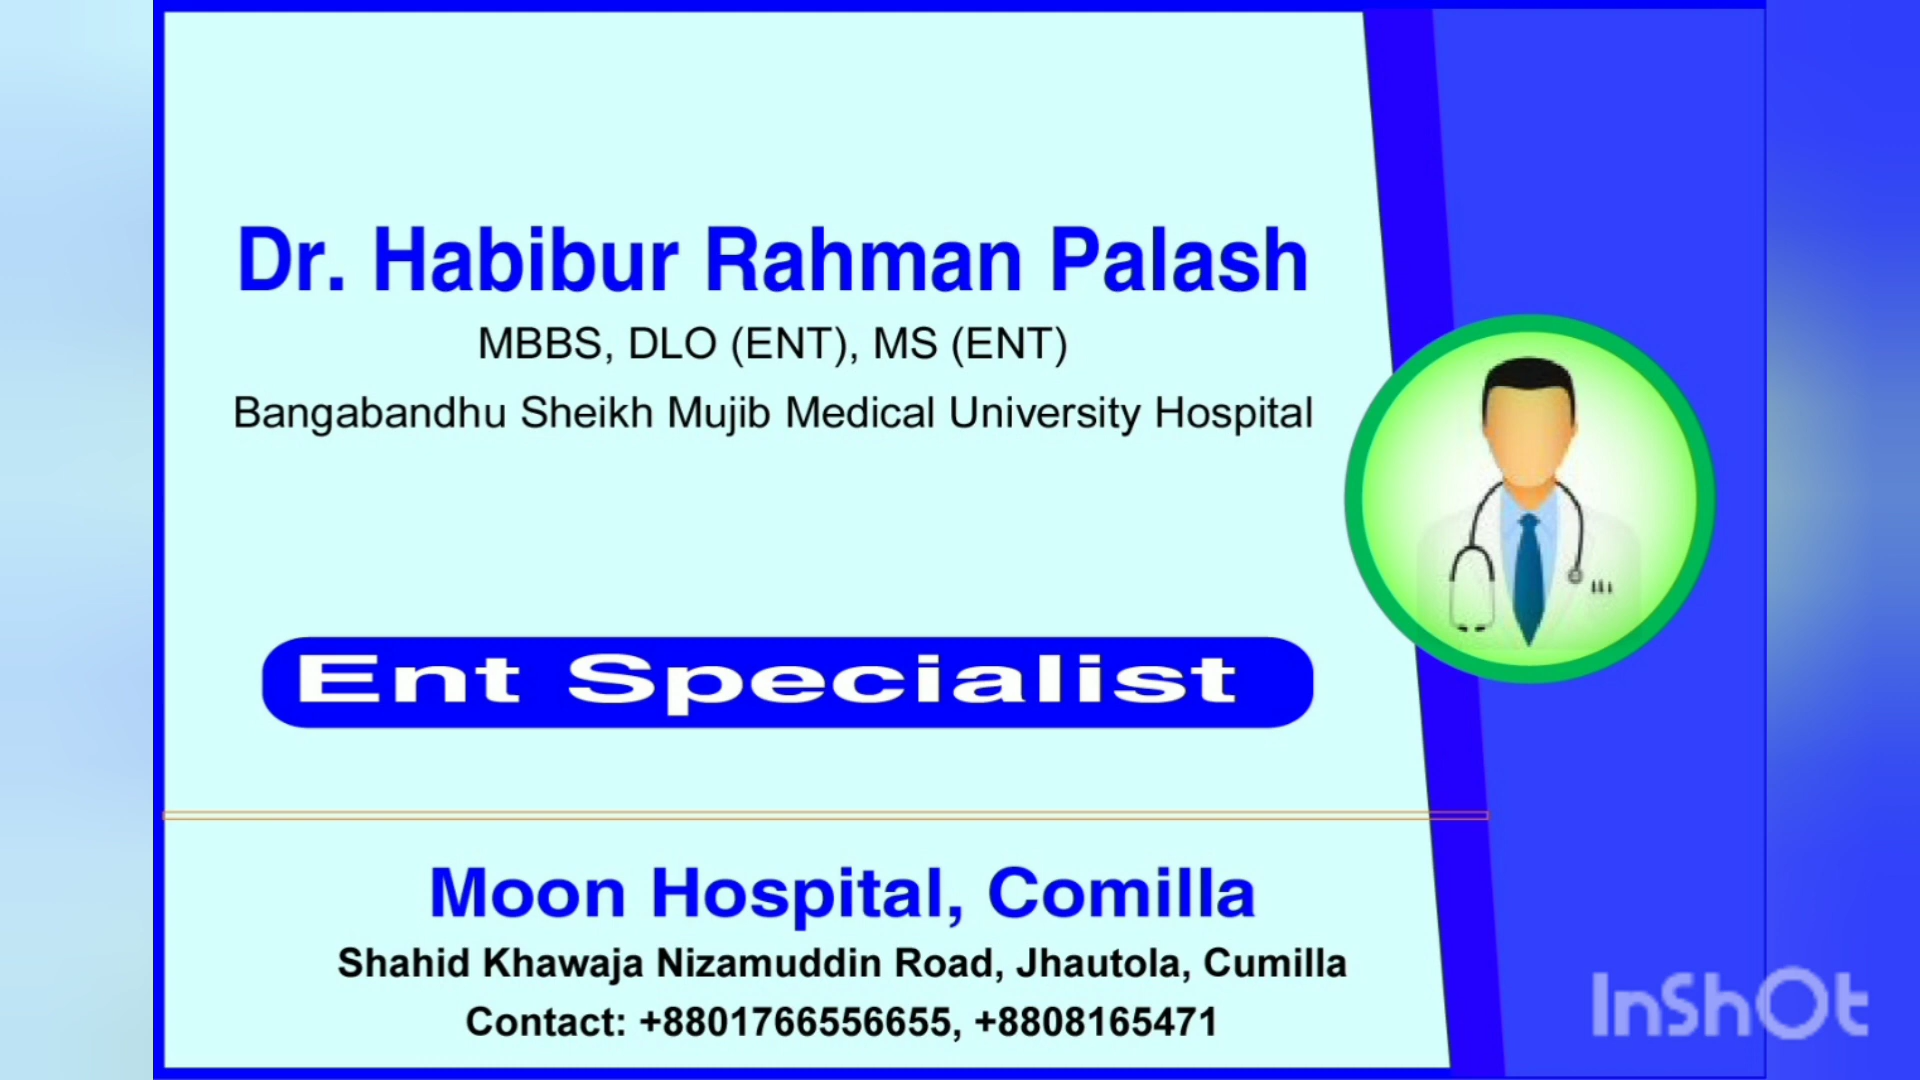 Dr. Habibur Rahman Palash
MBBS, DLO (ENT), MS (ENT)
Bangabandhu Sheikh Mujib Medical University Hospital
Ent Specialist
Moon Hospital, Comilla
Shahid Khawaja Nizamuddin Road, Jhautola, Cumilla
Contact: +8801766556655, +8808165471
InShOt